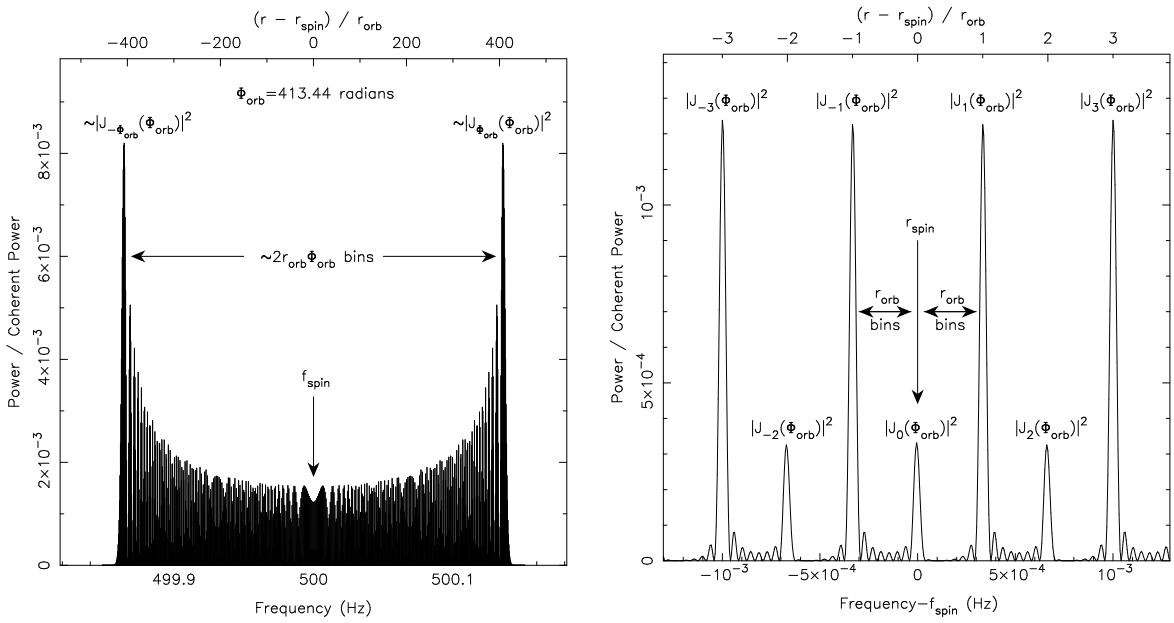 (r − r_spin) / r_orb
−400 −200 0 200 400
Φ_orb=413.44 radians
~|J_−Φ_orb(Φ_orb)|² ~|J_Φ_orb(Φ_orb)|²
8×10⁻³
~2r_orbΦ_orb bins
6×10⁻³
4×10⁻³
f_spin
2×10⁻³
0
Power / Coherent Power
499.9 500 500.1
Frequency (Hz)
(r − r_spin) / r_orb
−3 −2 −1 0 1 2 3
|J_−3(Φ_orb)|² |J_−1(Φ_orb)|² |J_1(Φ_orb)|² |J_3(Φ_orb)|²
10⁻³
r_spin
r_orb r_orb
bins bins
5×10⁻⁴
|J_−2(Φ_orb)|² |J_0(Φ_orb)|² |J_2(Φ_orb)|²
0
Power / Coherent Power
−10⁻³ −5×10⁻⁴ 0 5×10⁻⁴ 10⁻³
Frequency−f_spin (Hz)